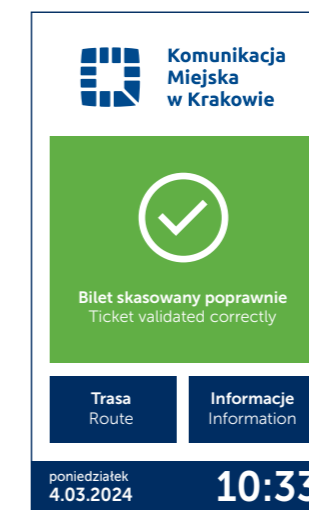 Komunikacja
Miejska
w Krakowie
Bilet skasowany poprawnie
Ticket validated correctly
Trasa
Route
Informacje
Information
poniedziałek
4.03.2024
10:33